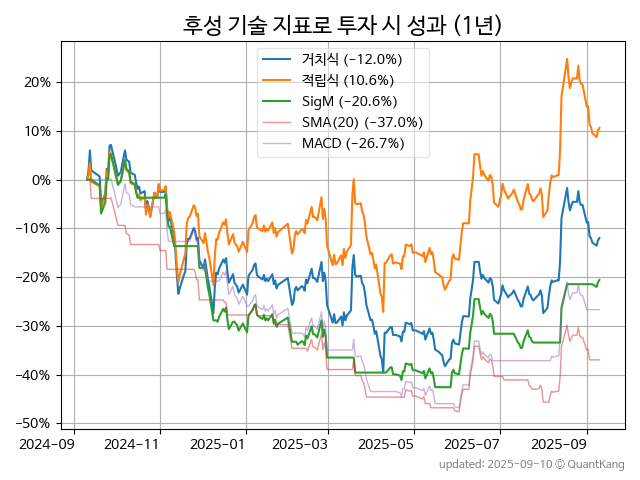 후성 기술 지표로 투자 시 성과 (1년)
거치식 (−12.0%)
적립식 (10.6%)
SigM (−20.6%)
SMA(20) (−37.0%)
MACD (−26.7%)
20%
10%
0%
−10%
−20%
−30%
−40%
−50%
2024-09 2024-11 2025-01 2025-03 2025-05 2025-07 2025-09
updated: 2025-09-10 © QuantKang